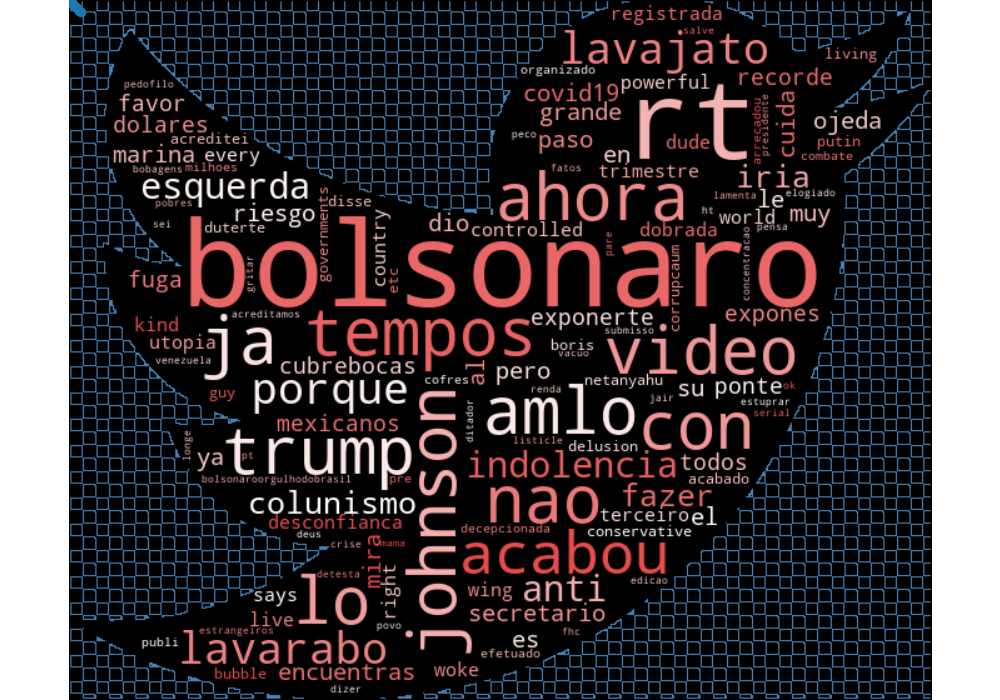 registrada
salve
lavajato
living
organizado
powerful
recorde
pedofilo
covid19
favor
grande
rt
cuida
arrecadou
presidente
ojeda
dolares
peco
paso
dude
putin
acreditei
en
combate
marina
every
bobagens
milhoes
fatos
trimestre
iria
esquerda
ahora
lamenta
le
elogiado
pobres
disse
riesgo
governments
country
ht
world
muy
sei
duterte
dio
controlled
dobrada
pensa
bolsonaro
pare
corrupcaum
concentracao
gritar
etc
fuga
acreditamos
tempos
exponerte
expones
kind
ja
submisso
utopia
boris
video
venezuela
vacuo
cubrebocas
al
pero
cofres
netanyahu
su
ponte
ok
guy
porque
renda
jair
estuprar
amlo
con
serial
mexicanos
ditador
longe
trump
johnson
listicle
delusion
ya
pt
indolencia
todos
bolsonaroorgulhodobrasil
pre
acabado
colunismo
nao
fazer
desconfianca
terceiro
el
decepcionada
conservative
deus
crise
mira
mama
acabou
detesta
right
edicao
says
lo
wing
anti
live
povo
secretario
estrangeiros
fhc
publi
lavarabo
es
efetuado
bubble
encuentras
woke
dizer